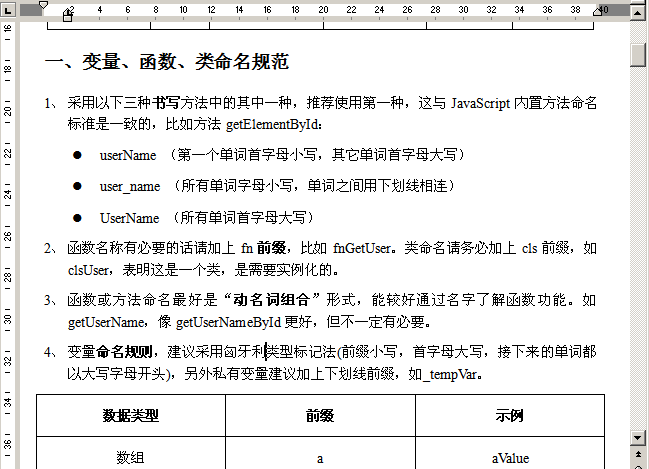 2 4 6 8 10 12 14 16 18 20 22 24 26 28 30 32 34 36 38 40
一、变量、函数、类命名规范
1、 采用以下三种书写方法中的其中一种，推荐使用第一种，这与 JavaScript 内置方法命名
标准是一致的，比如方法 getElementById：
● userName （第一个单词首字母小写，其它单词首字母大写）
● user_name （所有单词字母小写，单词之间用下划线相连）
● UserName （所有单词首字母大写）
2、 函数名称有必要的话请加上 fn 前缀，比如 fnGetUser。类命名请务必加上 cls 前缀，如
clsUser，表明这是一个类，是需要实例化的。
3、 函数或方法命名最好是“动名词组合”形式，能较好通过名字了解函数功能。如
getUserName，像 getUserNameById 更好，但不一定有必要。
4、 变量命名规则，建议采用匈牙利类型标记法(前缀小写，首字母大写，接下来的单词都
以大写字母开头)，另外私有变量建议加上下划线前缀，如_tempVar。
数据类型 前缀 示例
数组 a aValue
16
18
20
22
24
26
28
30
32
34
36